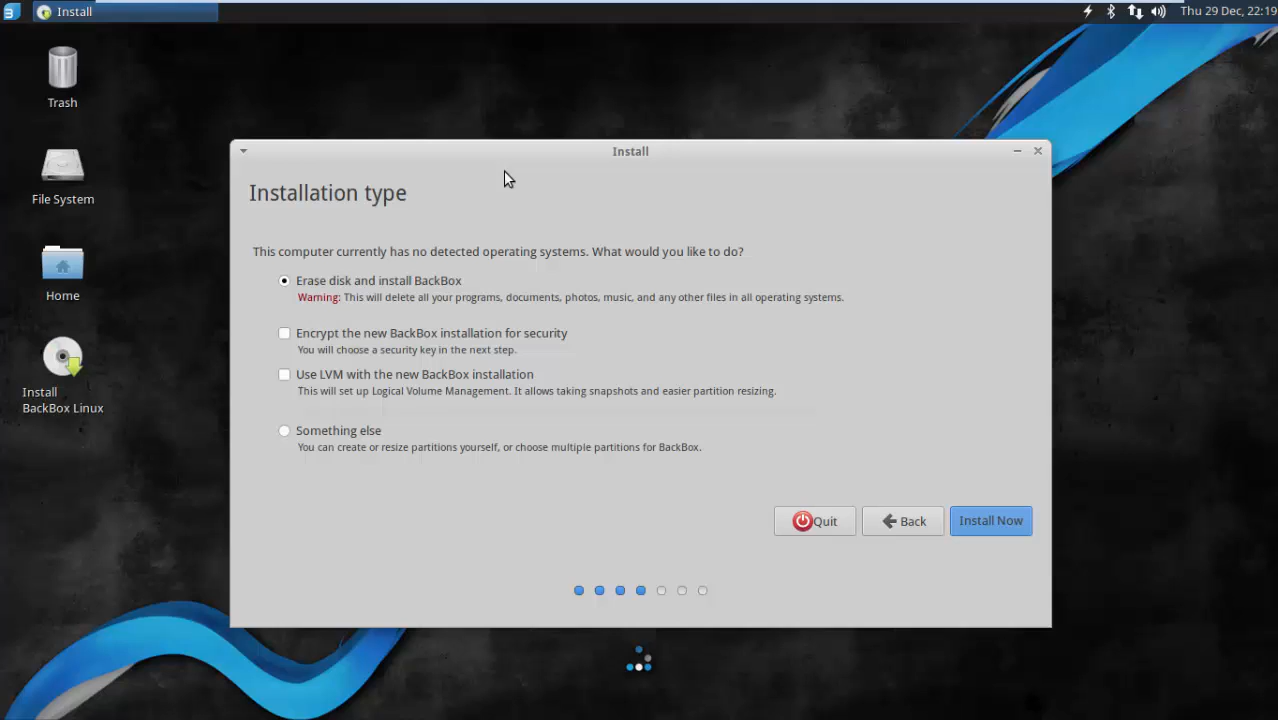 Install
Thu 29 Dec, 22:19
Trash
File System
Home
Install
BackBox Linux
Install
Installation type
This computer currently has no detected operating systems. What would you like to do?
Erase disk and install BackBox
Warning: This will delete all your programs, documents, photos, music, and any other files in all operating systems.
Encrypt the new BackBox installation for security
You will choose a security key in the next step.
Use LVM with the new BackBox installation
This will set up Logical Volume Management. It allows taking snapshots and easier partition resizing.
Something else
You can create or resize partitions yourself, or choose multiple partitions for BackBox.
Quit
Back
Install Now